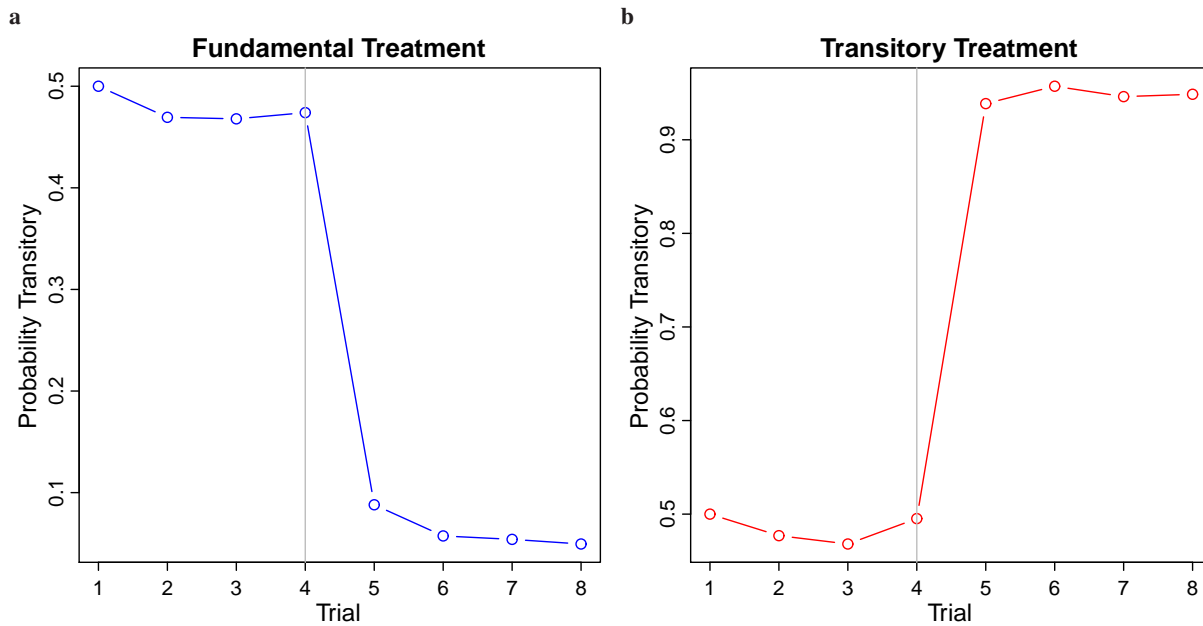 a
Fundamental Treatment
Probability Transitory
0.5
0.4
0.3
0.2
0.1
1 2 3 4 5 6 7 8
Trial
b
Transitory Treatment
Probability Transitory
0.9
0.8
0.7
0.6
0.5
1 2 3 4 5 6 7 8
Trial